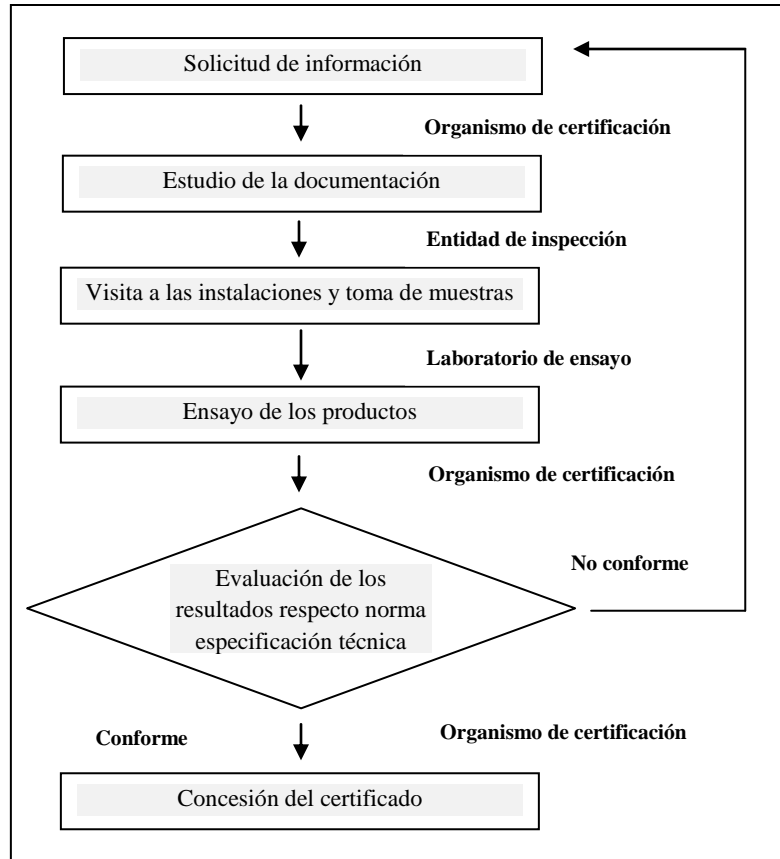 Solicitud de información
Organismo de certificación
Estudio de la documentación
Entidad de inspección
Visita a las instalaciones y toma de muestras
Laboratorio de ensayo
Ensayo de los productos
Organismo de certificación
No conforme
Evaluación de los
resultados respecto norma
especificación técnica
Conforme
Organismo de certificación
Concesión del certificado